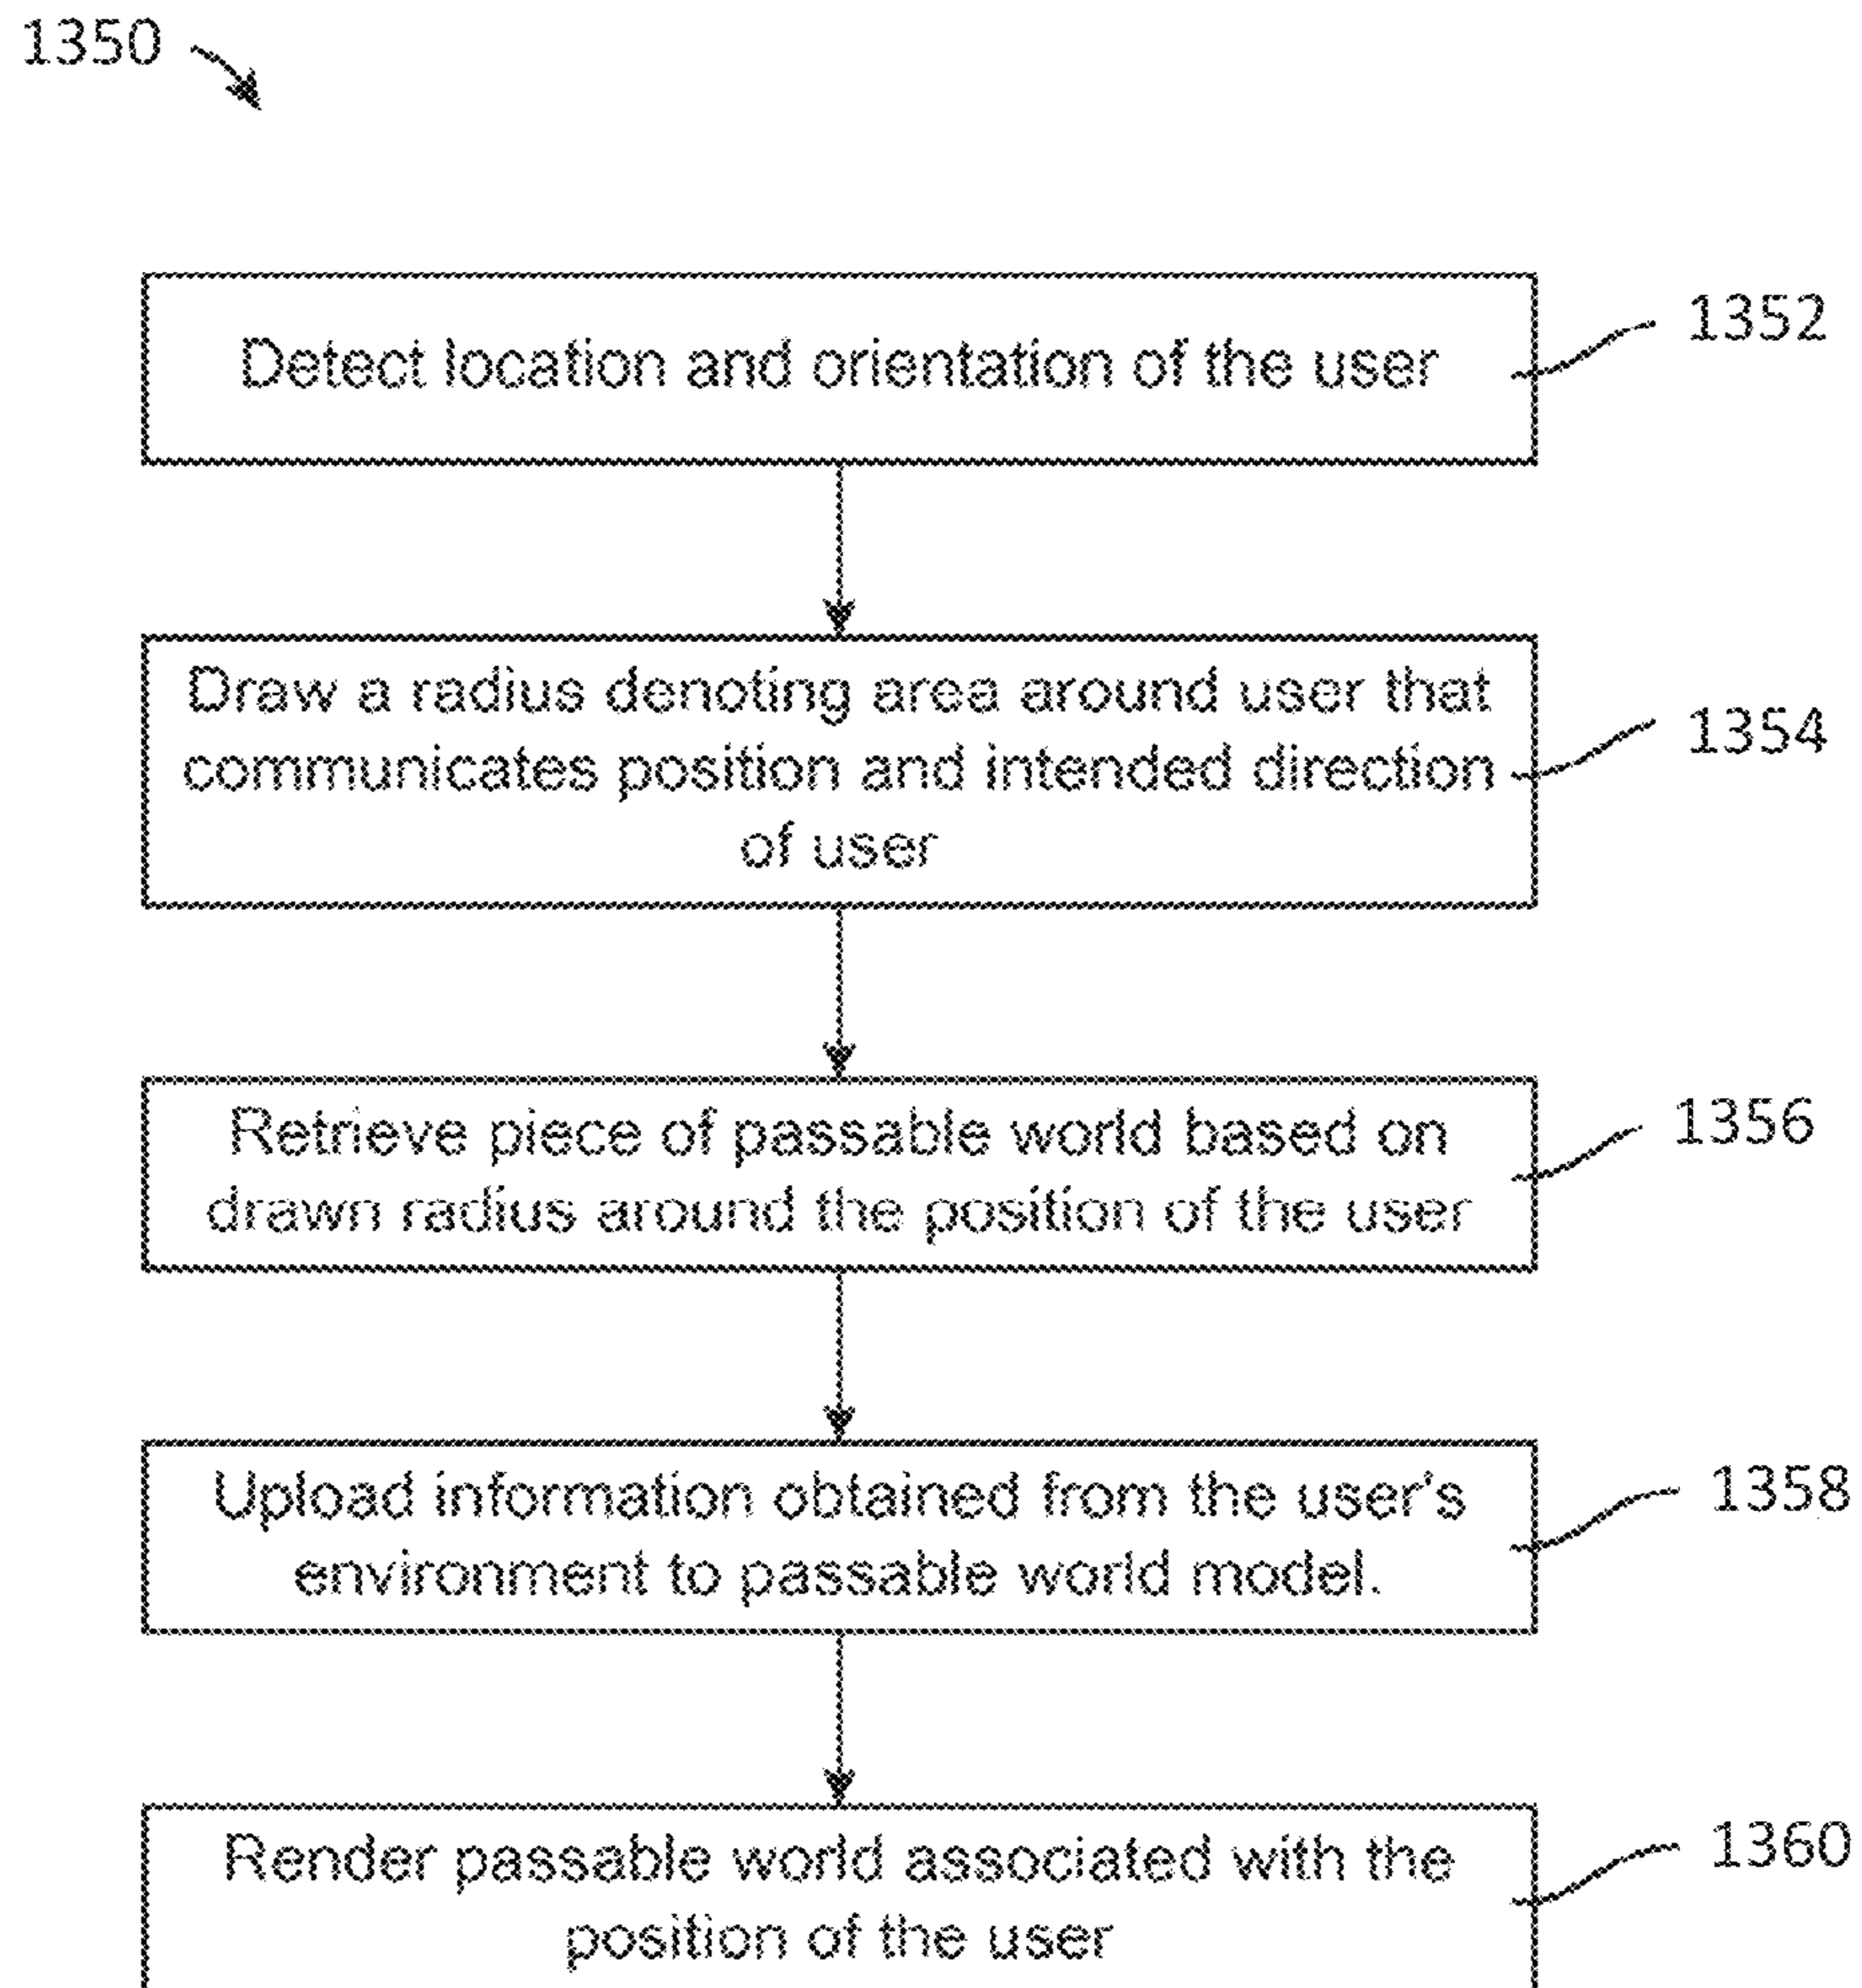 1350
Detect location and orientation of the user
1352
Draw a radius denoting area around user that
communicates position and intended direction
of user
1354
Retrieve piece of passable world based on
drawn radius around the position of the user
1356
Upload information obtained from the user's
environment to passable world model.
1358
Render passable world associated with the
position of the user
1360